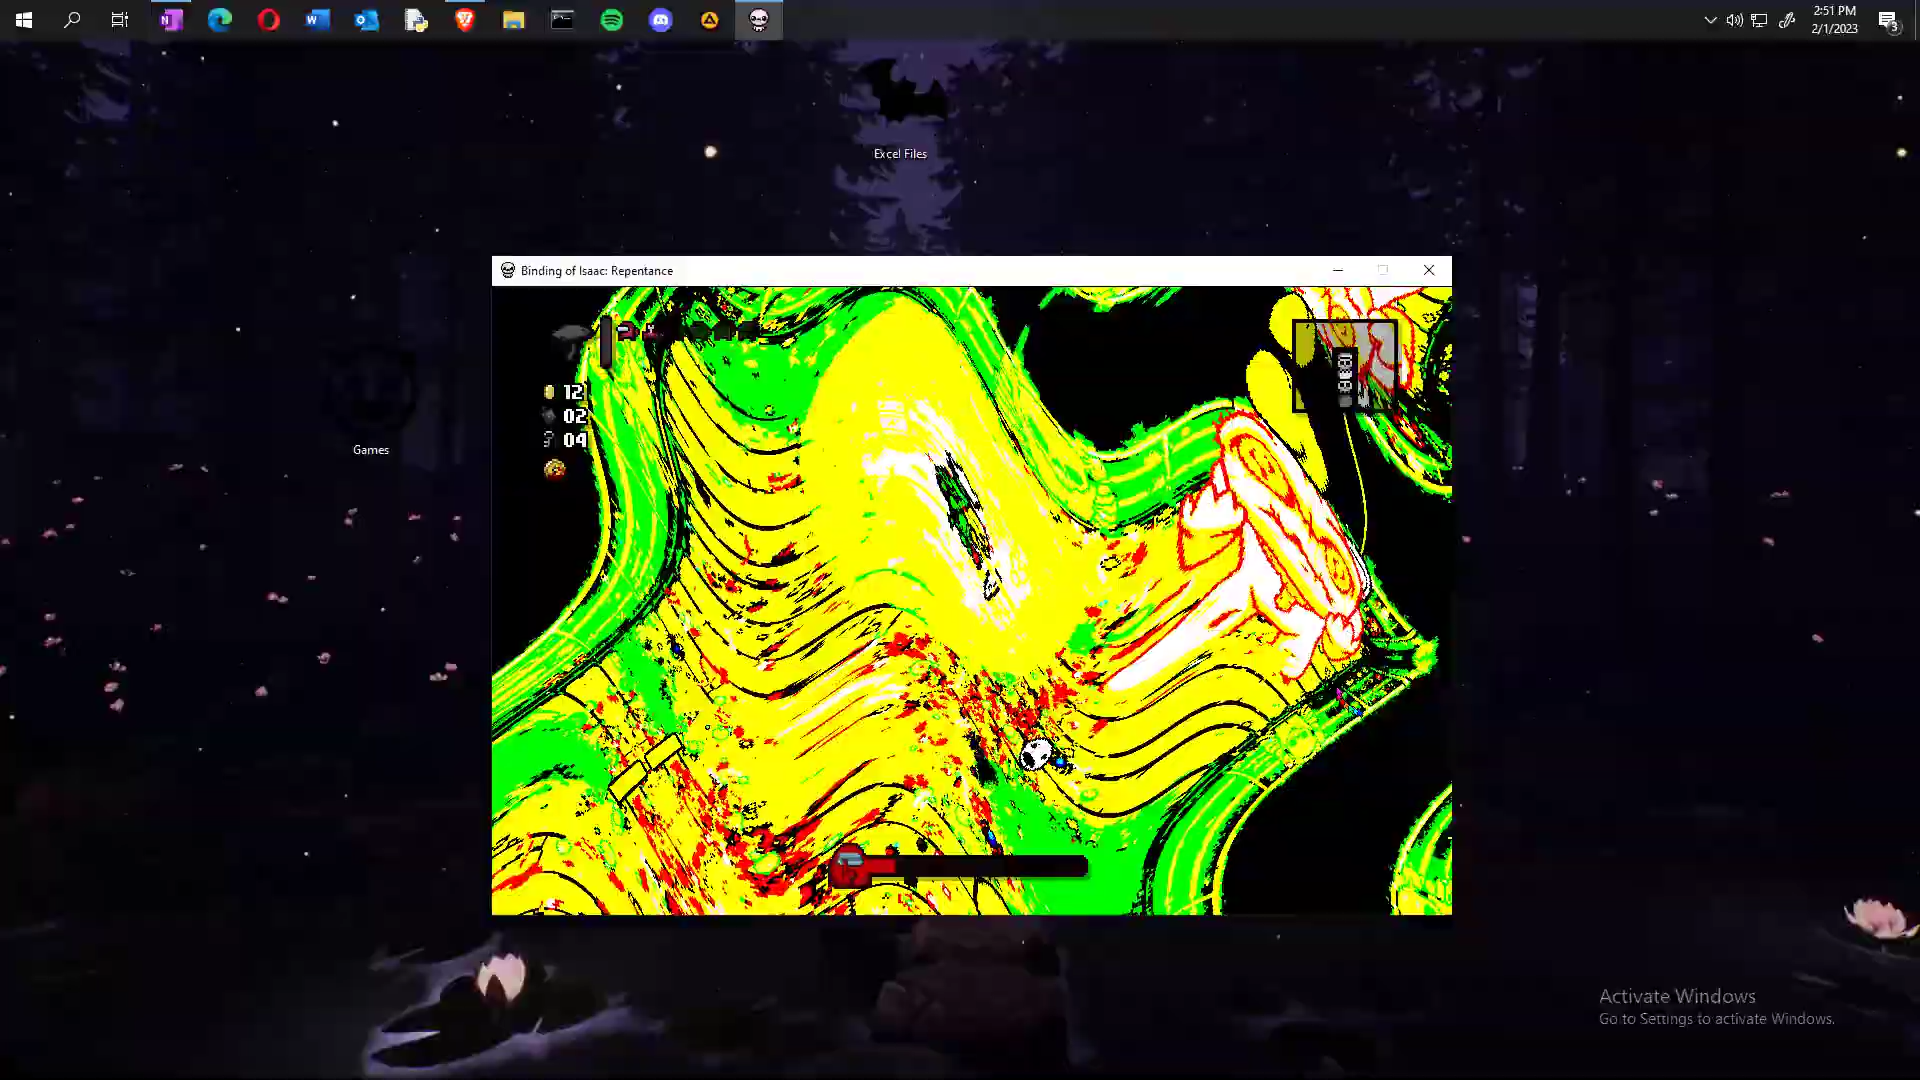 2:51 PM
2/1/2023
3
Excel Files
Binding of Isaac: Repentance
12
02
04
Games
Activate Windows
Go to Settings to activate Windows.